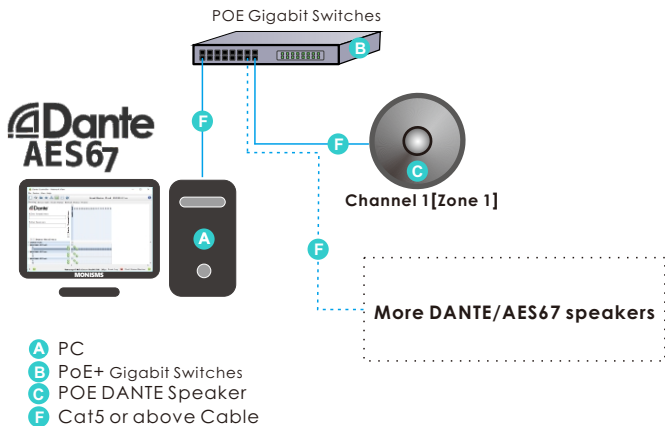 POE Gigabit Switches
B
F
F
Dante
AES67
C
Channel 1[Zone 1]
A
Dante
F
MONISMS
More DANTE/AES67 speakers
A PC
B PoE+ Gigabit Switches
C POE DANTE Speaker
F Cat5 or above Cable